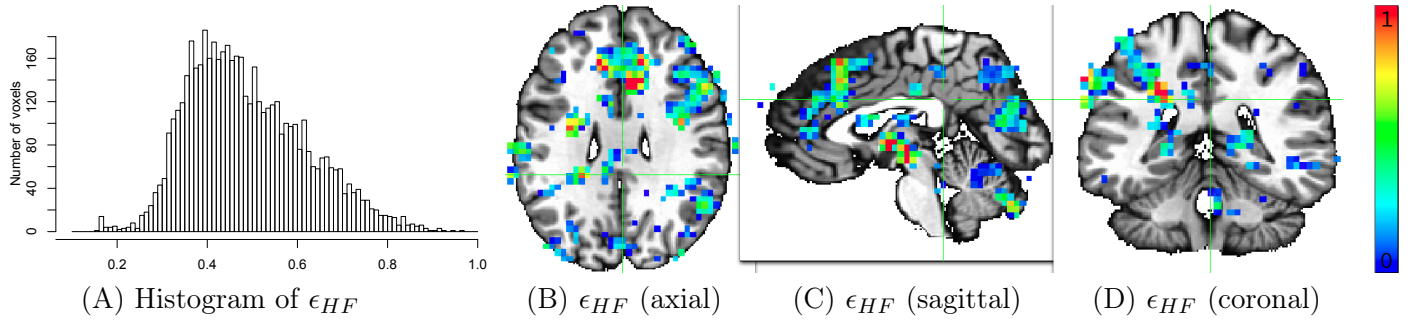 Number of voxels
0 40 80 120 160
0.2 0.4 0.6 0.8 1.0
1
0
(A) Histogram of ϵ_HF
(B) ϵ_HF (axial)
(C) ϵ_HF (sagittal)
(D) ϵ_HF (coronal)